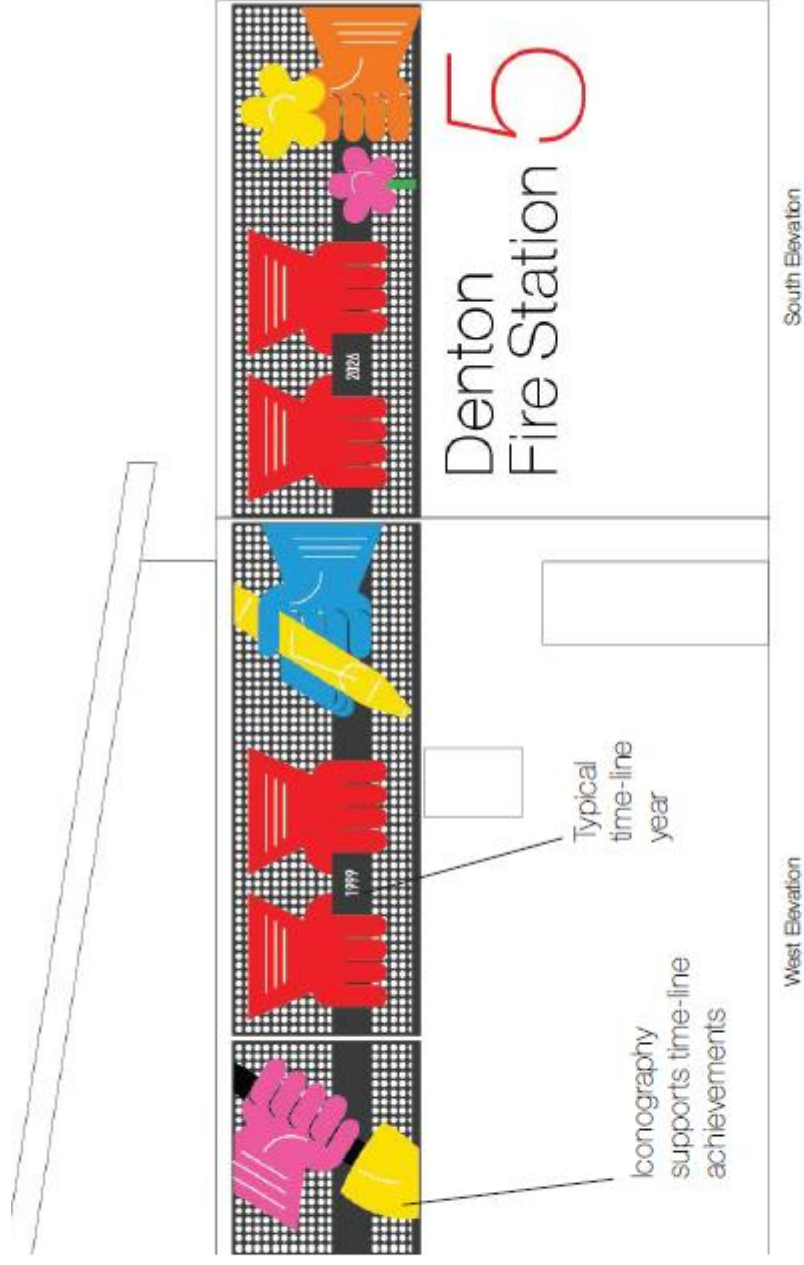 1999
2026
Denton
Fire Station 5
Typical
time-line
year
Iconography
supports time-line
achievements
West Elevation
South Elevation